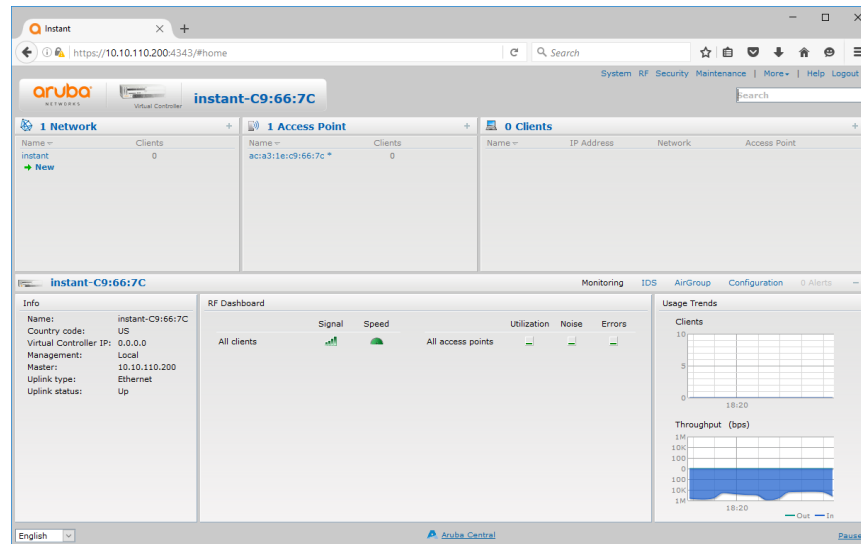 Instant
https://10.10.110.200:4343/#home
Search
System RF Security Maintenance | More | Help Logout
aruba
NETWORKS
Virtual Controller
instant-C9:66:7C
Search
1 Network +
1 Access Point +
0 Clients +
Name Clients
Name Clients
Name IP Address Network Access Point
instant 0
ac:a3:1e:c9:66:7c * 0
New
instant-C9:66:7C
Monitoring IDS AirGroup Configuration 0 Alerts
Info
Name: instant-C9:66:7C
Country code: US
Virtual Controller IP: 0.0.0.0
Management: Local
Master: 10.10.110.200
Uplink type: Ethernet
Uplink status: Up
RF Dashboard
Signal Speed Utilization Noise Errors
All clients All access points
Usage Trends
Clients
10
5
0
18:20
Throughput (bps)
1M
10K
100
0
100
10K
1M
18:20
Out In
English
Aruba Central
Pause